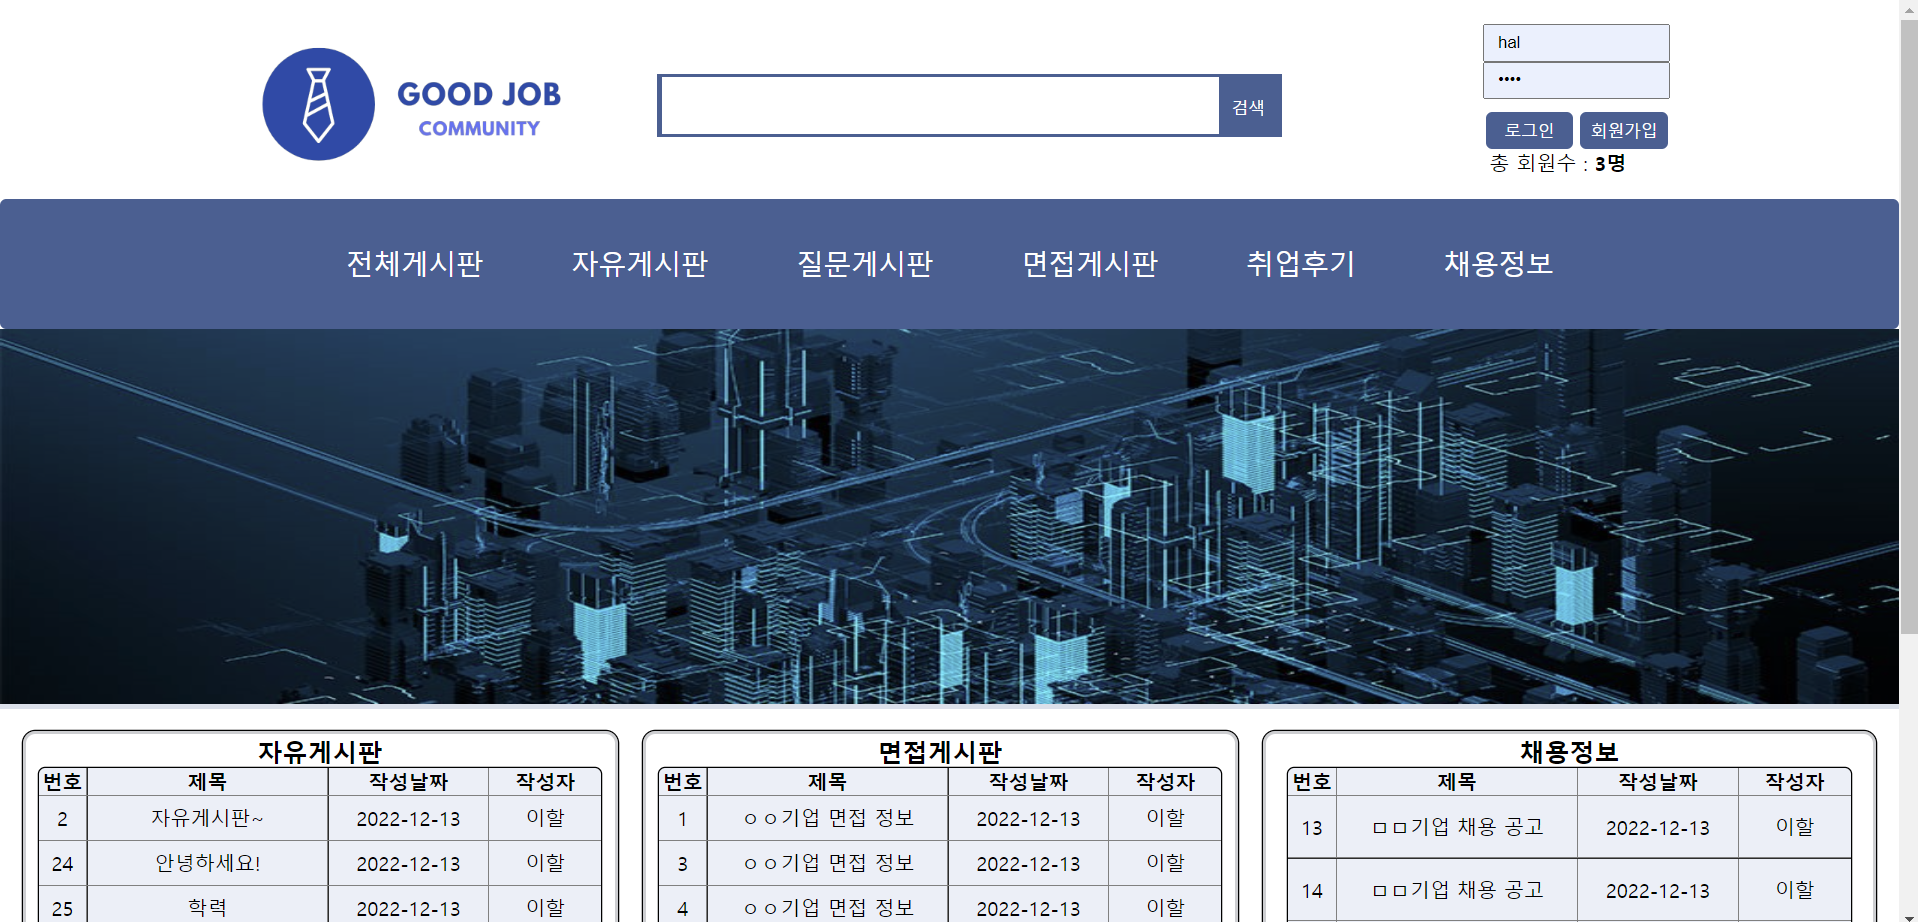 hal
••••
GOOD JOB
COMMUNITY
검색
로그인 회원가입
총 회원수 : 3명
전체게시판 자유게시판 질문게시판 면접게시판 취업후기 채용정보
자유게시판
번호 제목 작성날짜 작성자
2 자유게시판~ 2022-12-13 이할
24 안녕하세요! 2022-12-13 이할
25 학력 2022-12-13 이할
면접게시판
번호 제목 작성날짜 작성자
1 ㅇㅇ기업 면접 정보 2022-12-13 이할
3 ㅇㅇ기업 면접 정보 2022-12-13 이할
4 ㅇㅇ기업 면접 정보 2022-12-13 이할
채용정보
번호 제목 작성날짜 작성자
13 ㅁㅁ기업 채용 공고 2022-12-13 이할
14 ㅁㅁ기업 채용 공고 2022-12-13 이할